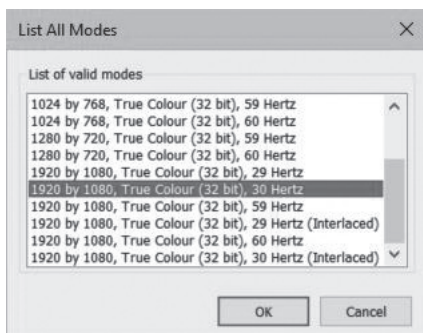 List All Modes
List of valid modes
1024 by 768, True Colour (32 bit), 59 Hertz
1024 by 768, True Colour (32 bit), 60 Hertz
1280 by 720, True Colour (32 bit), 59 Hertz
1280 by 720, True Colour (32 bit), 60 Hertz
1920 by 1080, True Colour (32 bit), 29 Hertz
1920 by 1080, True Colour (32 bit), 30 Hertz
1920 by 1080, True Colour (32 bit), 59 Hertz
1920 by 1080, True Colour (32 bit), 29 Hertz (Interlaced)
1920 by 1080, True Colour (32 bit), 60 Hertz
1920 by 1080, True Colour (32 bit), 30 Hertz (Interlaced)
OK Cancel